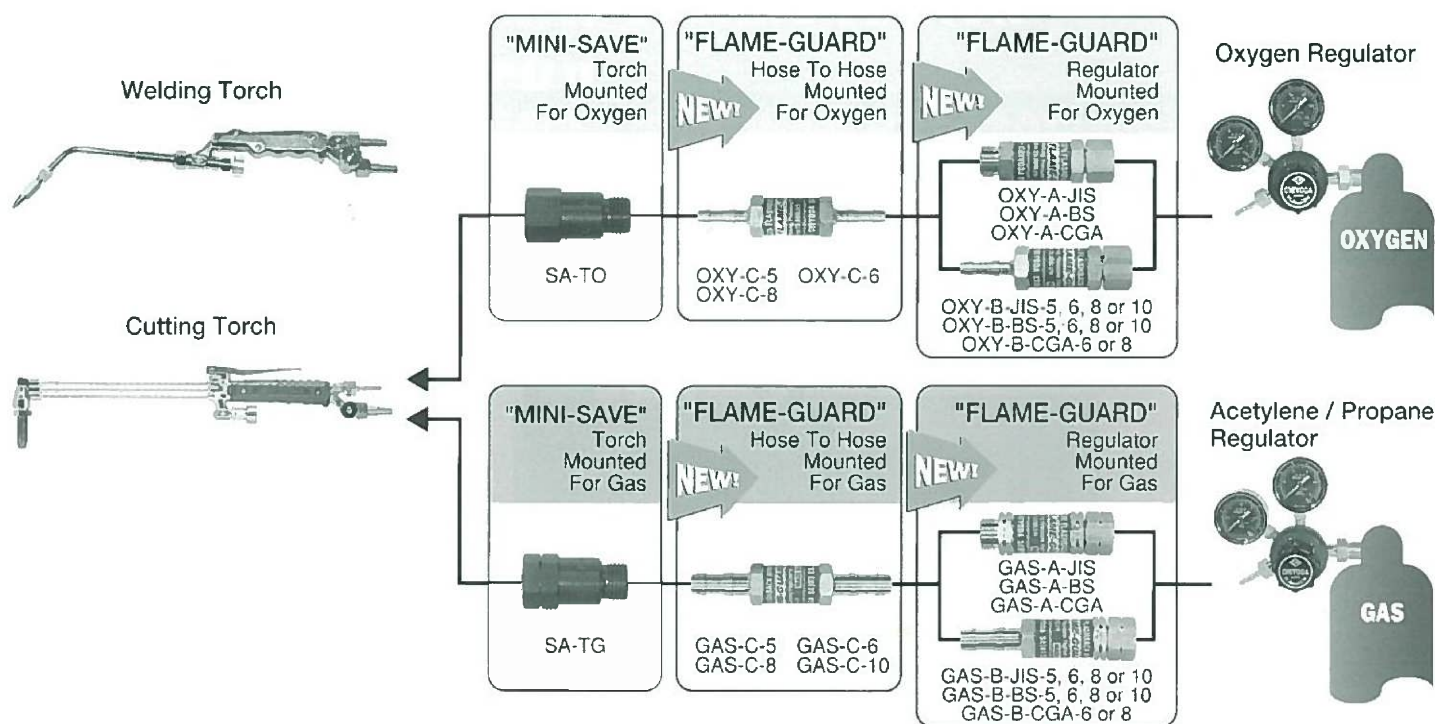 Welding Torch
Cutting Torch
"MINI-SAVE"
Torch
Mounted
For Oxygen
SA-TO
NEW!
"FLAME-GUARD"
Hose To Hose
Mounted
For Oxygen
OXY-C-5 OXY-C-6
OXY-C-8
NEW!
"FLAME-GUARD"
Regulator
Mounted
For Oxygen
OXY-A-JIS
OXY-A-BS
OXY-A-CGA
OXY-B-JIS-5, 6, 8 or 10
OXY-B-BS-5, 6, 8 or 10
OXY-B-CGA-6 or 8
Oxygen Regulator
OXYGEN
"MINI-SAVE"
Torch
Mounted
For Gas
SA-TG
NEW!
"FLAME-GUARD"
Hose To Hose
Mounted
For Gas
GAS-C-5 GAS-C-6
GAS-C-8 GAS-C-10
NEW!
"FLAME-GUARD"
Regulator
Mounted
For Gas
GAS-A-JIS
GAS-A-BS
GAS-A-CGA
GAS-B-JIS-5, 6, 8 or 10
GAS-B-BS-5, 6, 8 or 10
GAS-B-CGA-6 or 8
Acetylene / Propane
Regulator
GAS